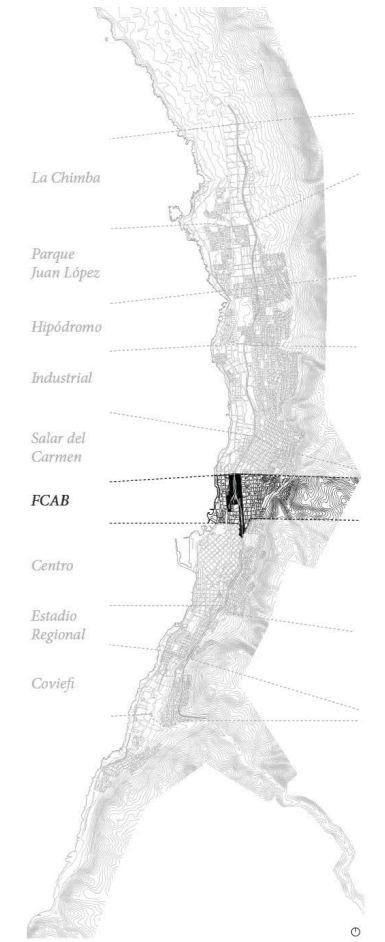 La Chimba
Parque
Juan López
Hipódromo
Industrial
Salar del
Carmen
FCAB
Centro
Estadio
Regional
Coviefi